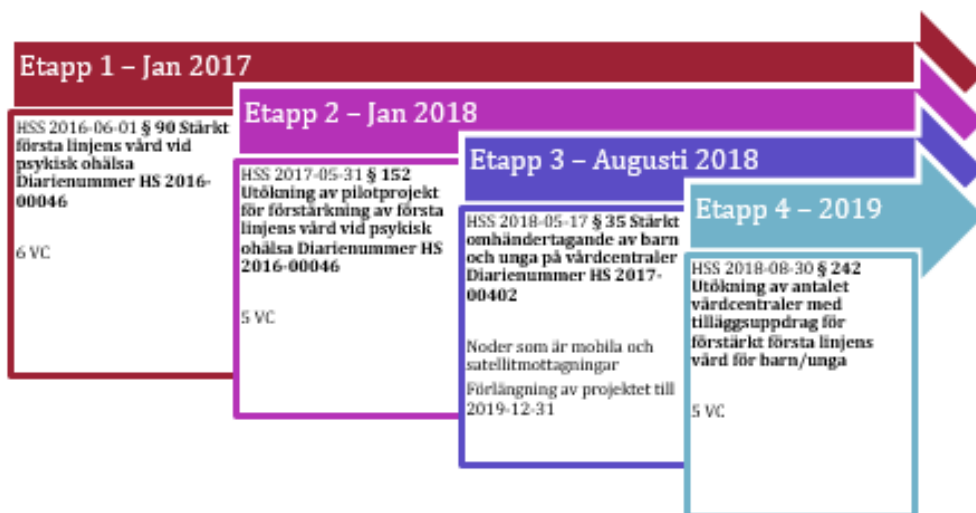 Etapp 1 – Jan 2017
HSS 2016-06-01 § 90 Stärkt
första linjens vård vid
psykisk ohälsa
Diarienummer HS 2016-
00046
6 VC
Etapp 2 – Jan 2018
HSS 2017-05-31 § 152
Utökning av pilotprojekt
för förstärkning av första
linjens vård vid psykisk
ohälsa Diarienummer HS
2016-00046
5 VC
Etapp 3 – Augusti 2018
HSS 2018-05-17 § 35 Stärkt
omhändertagande av barn
och unga på vårdcentraler
Diarienummer HS 2017-
00402
Noder som är mobila och
satellitmottagningar
Förlängning av projektet till
2019-12-31
Etapp 4 – 2019
HSS 2018-08-30 § 242
Utökning av antalet
vårdcentraler med
tilläggsuppdrag för
förstärkt första linjens
vård för barn/unga
5 VC